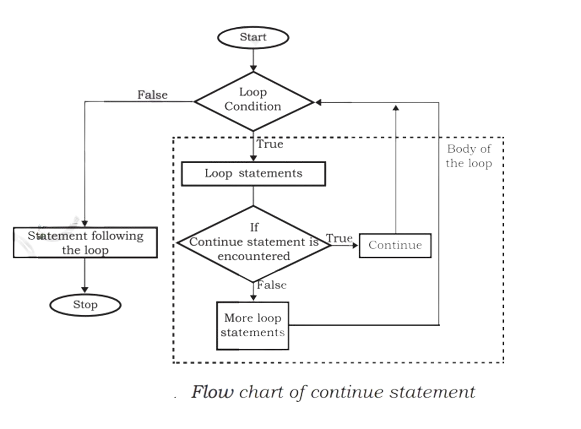 Start
Loop
Condition
False
True
Body of
the loop
Loop statements
If
Continue statement is
encountered
True
Continue
Statement following
the loop
False
Stop
More loop
statements
. Flow chart of continue statement